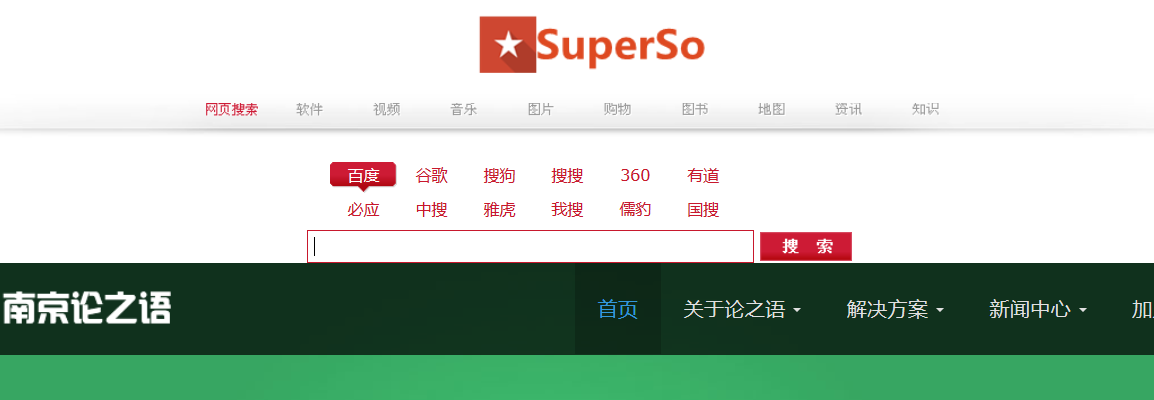 SuperSo
网页搜索 软件 视频 音乐 图片 购物 图书 地图 资讯 知识
百度 谷歌 搜狗 搜搜 360 有道
必应 中搜 雅虎 我搜 儒豹 国搜
搜 索
南京论之语 首页 关于论之语 解决方案 新闻中心 加